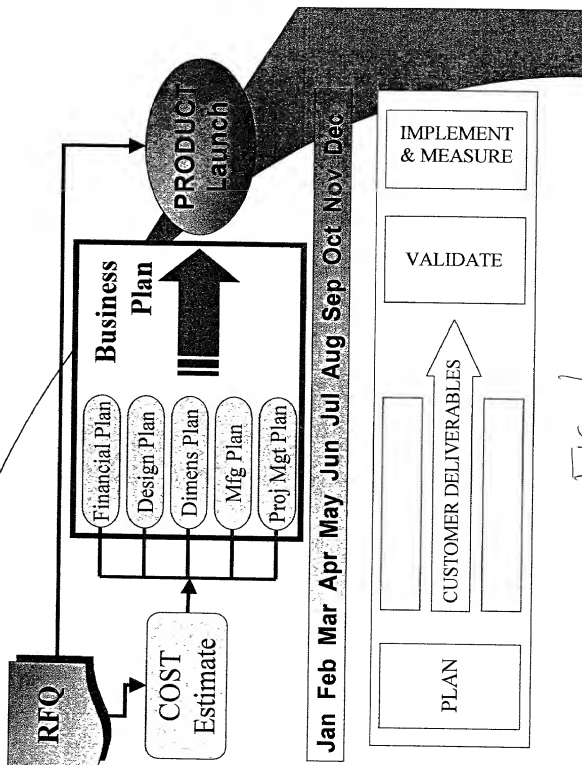 RFQ
COST
Estimate
Financial Plan
Design Plan
Dimens Plan
Mfg Plan
Proj Mgt Plan
Business
Plan
PRODUCT
Launch
Jan Feb Mar Apr May Jun Jul Aug Sep Oct Nov Dec
PLAN
CUSTOMER DELIVERABLES
VALIDATE
IMPLEMENT
& MEASURE